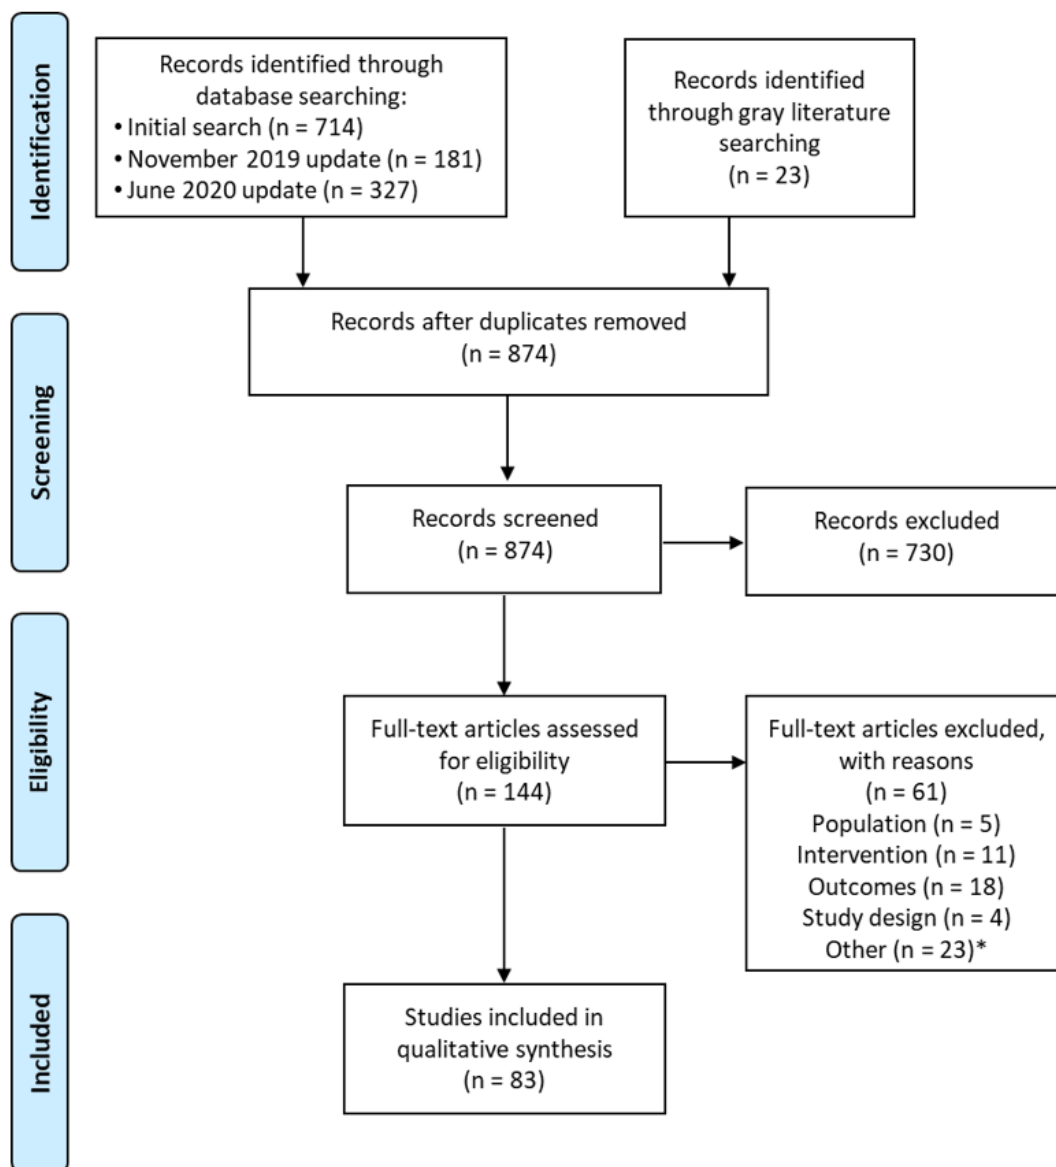 Identification
Records identified through
database searching:
• Initial search (n = 714)
• November 2019 update (n = 181)
• June 2020 update (n = 327)
Records identified
through gray literature
searching
(n = 23)
Records after duplicates removed
(n = 874)
Screening
Records screened
(n = 874)
Records excluded
(n = 730)
Eligibility
Full-text articles assessed
for eligibility
(n = 144)
Full-text articles excluded,
with reasons
(n = 61)
Population (n = 5)
Intervention (n = 11)
Outcomes (n = 18)
Study design (n = 4)
Other (n = 23)*
Included
Studies included in
qualitative synthesis
(n = 83)